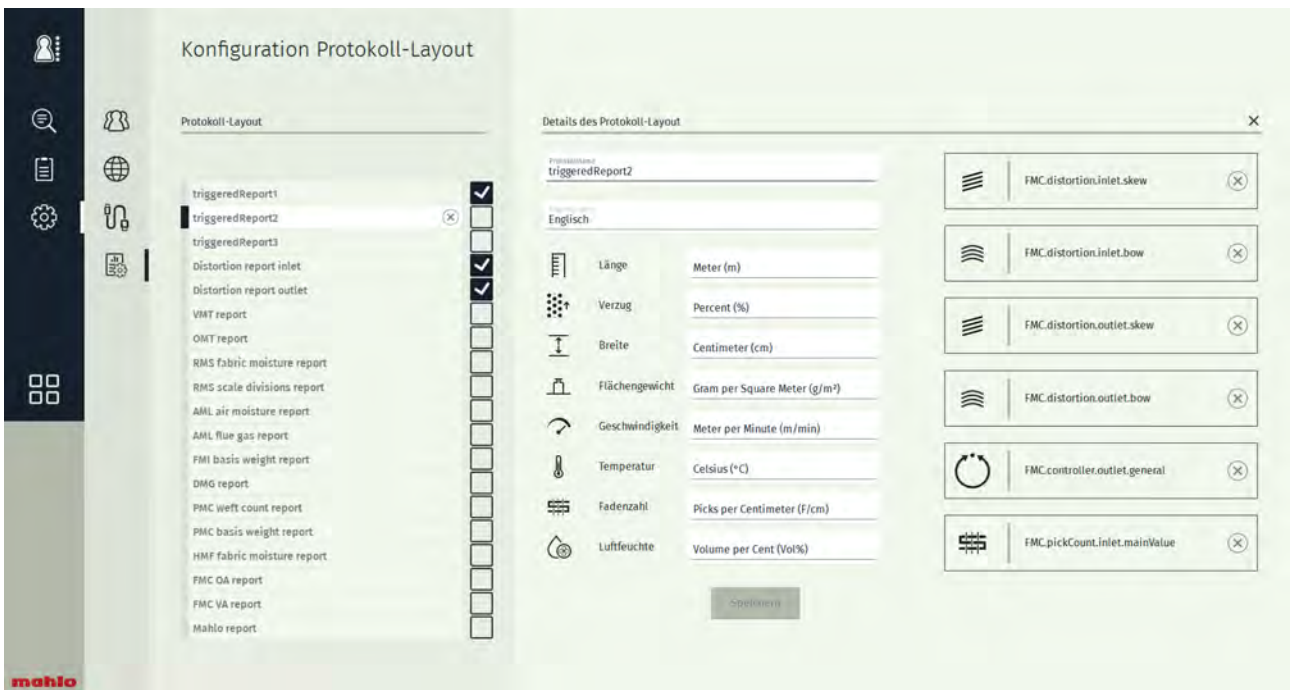 Konfiguration Protokoll-Layout
Protokoll-Layout
triggeredReport1
triggeredReport2
triggeredReport3
Distortion report inlet
Distortion report outlet
VMT report
OMT report
RMS fabric moisture report
RMS scale divisions report
AML air moisture report
AML flue gas report
FMI basis weight report
DMG report
PMC weft count report
PMC basis weight report
HMF fabric moisture report
FMC OA report
FMC VA report
Mahlo report
Details des Protokoll-Layout
triggeredReport2
Englisch
Länge Meter (m)
Verzug Percent (%)
Breite Centimeter (cm)
Flächengewicht Gram per Square Meter (g/m²)
Geschwindigkeit Meter per Minute (m/min)
Temperatur Celsius (°C)
Fadenzahl Picks per Centimeter (F/cm)
Luftfeuchte Volume per Cent (Vol%)
Speichern
FMC.distortion.inlet.skew
FMC.distortion.inlet.bow
FMC.distortion.outlet.skew
FMC.distortion.outlet.bow
FMC.controller.outlet.general
FMC.pickCount.inlet.mainValue
mahlo